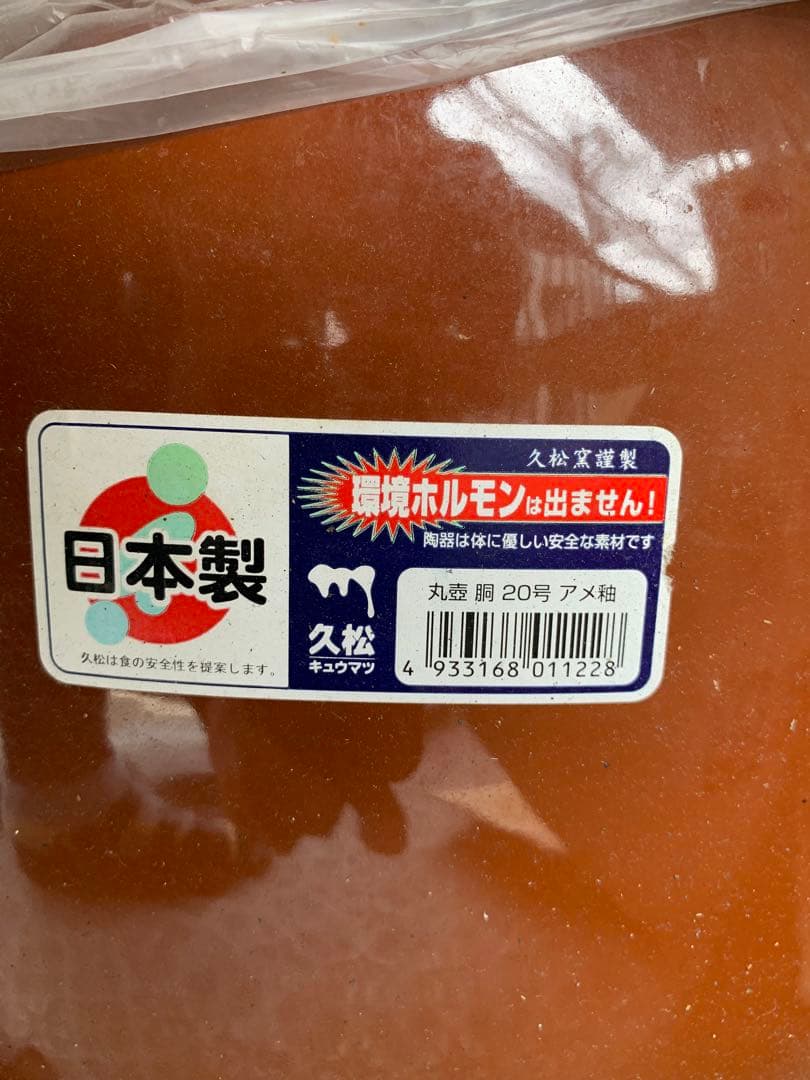 日本製
久松は食の安全性を提案します。
久松窯謹製
環境ホルモンは出ません!
陶器は体に優しい安全な素材です
久松
キュウマツ
丸壺 胴 20号 アメ釉
4 933168 011228